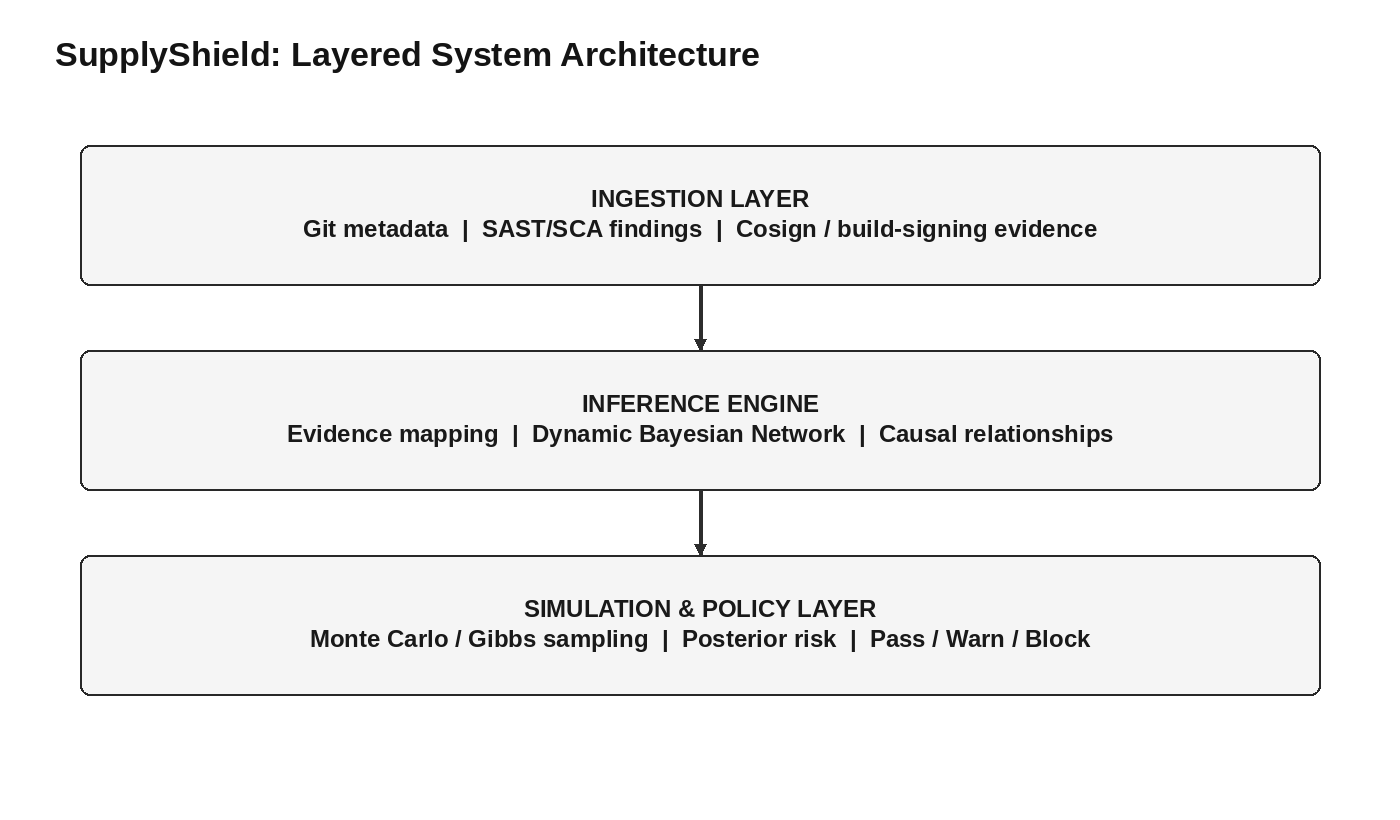 SupplyShield: Layered System Architecture
INGESTION LAYER
Git metadata | SAST/SCA findings | Cosign / build-signing evidence
INFERENCE ENGINE
Evidence mapping | Dynamic Bayesian Network | Causal relationships
SIMULATION & POLICY LAYER
Monte Carlo / Gibbs sampling | Posterior risk | Pass / Warn / Block